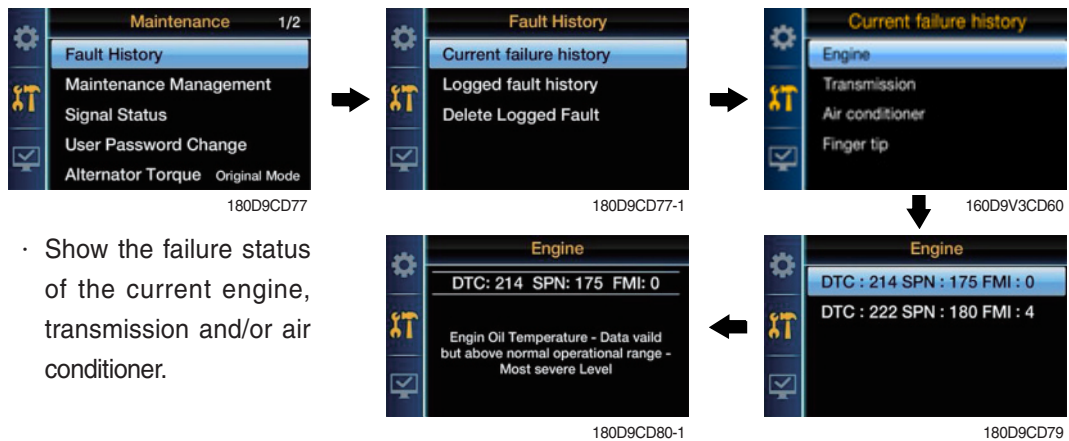 Maintenance 1/2
Fault History
Maintenance Management
Signal Status
User Password Change
Alternator Torque Original Mode
180D9CD77
Fault History
Current failure history
Logged fault history
Delete Logged Fault
180D9CD77-1
Current failure history
Engine
Transmission
Air conditioner
Finger tip
160D9V3CD60
· Show the failure status
of the current engine,
transmission and/or air
conditioner.
Engine
DTC : 214 SPN : 175 FMI : 0
DTC : 222 SPN : 180 FMI : 4
180D9CD79
Engine
DTC: 214 SPN: 175 FMI: 0
Engin Oil Temperature - Data vaild
but above normal operational range -
Most severe Level
180D9CD80-1